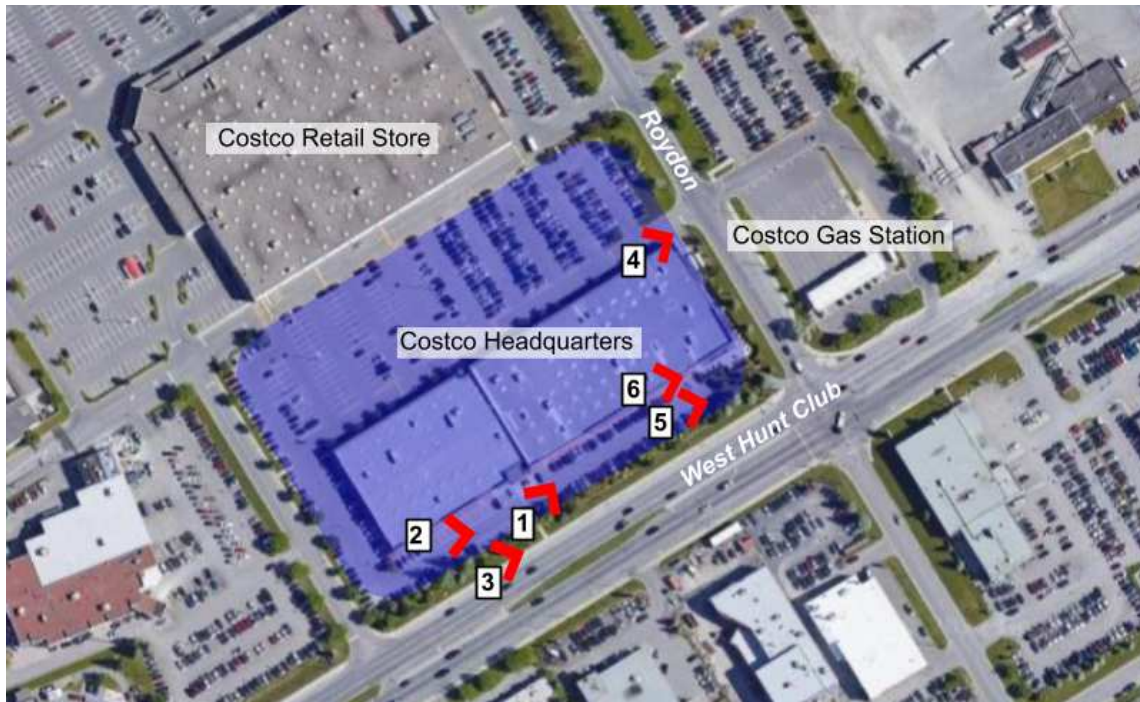 Costco Retail Store
Roydon
Costco Gas Station
4
Costco Headquarters
6
5
West Hunt Club
1
2
3